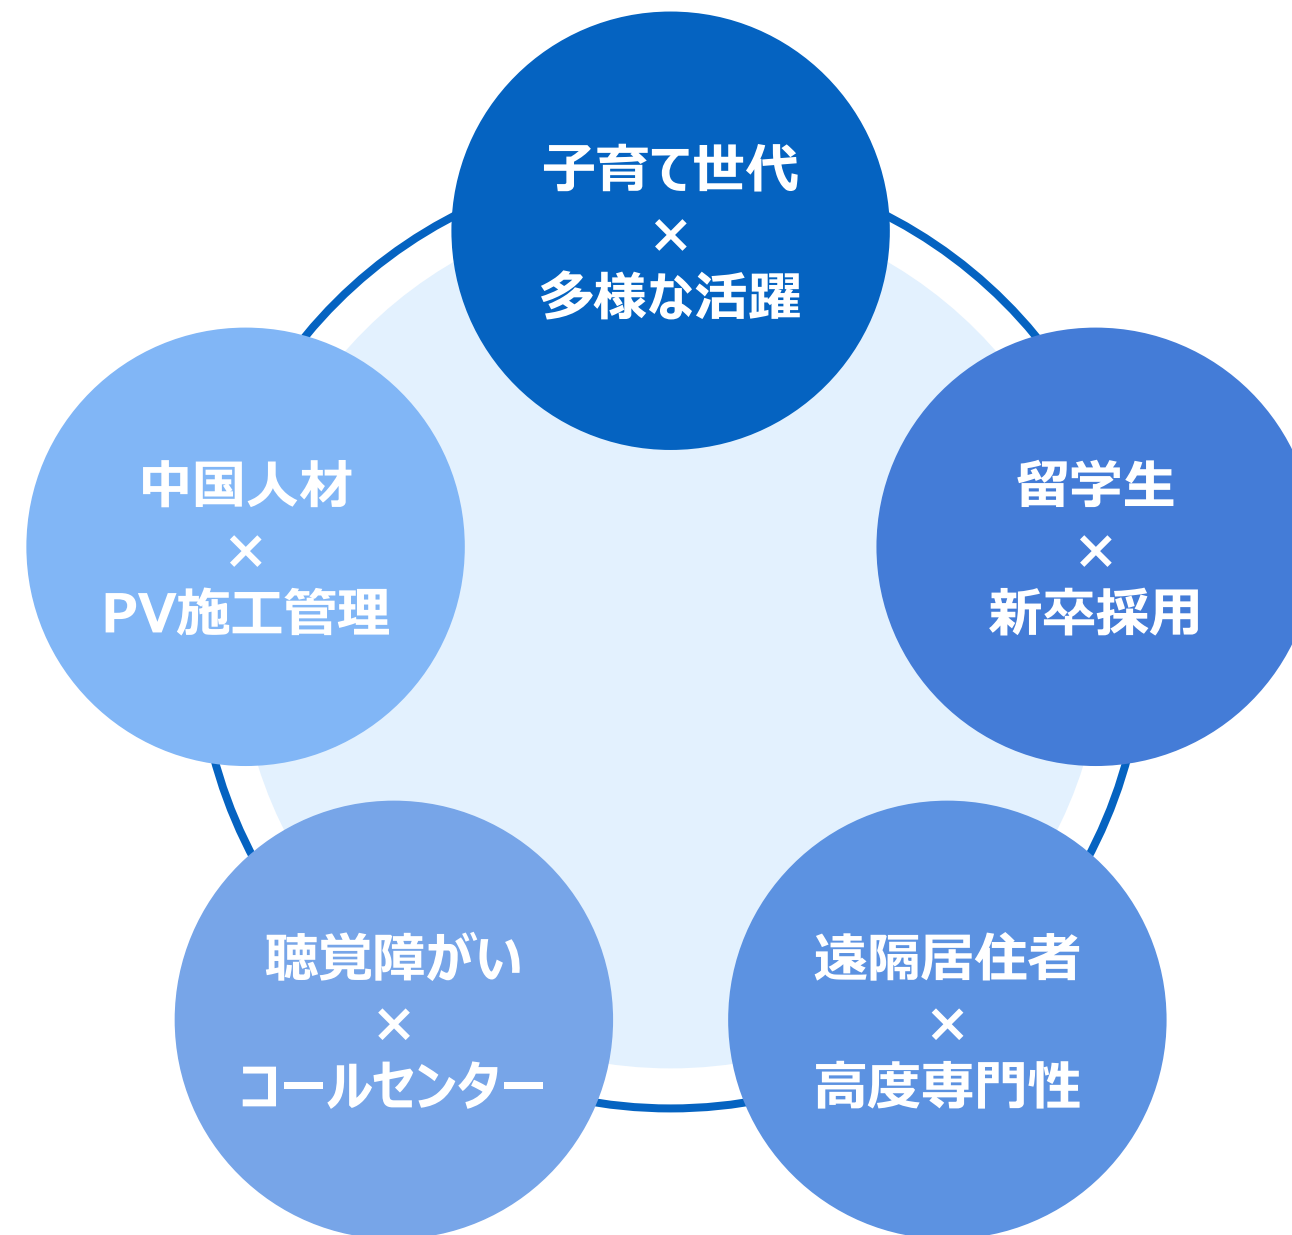 子育て世代
×
多様な活躍
中国人材
×
PV施工管理
留学生
×
新卒採用
聴覚障がい
×
コールセンター
遠隔居住者
×
高度専門性